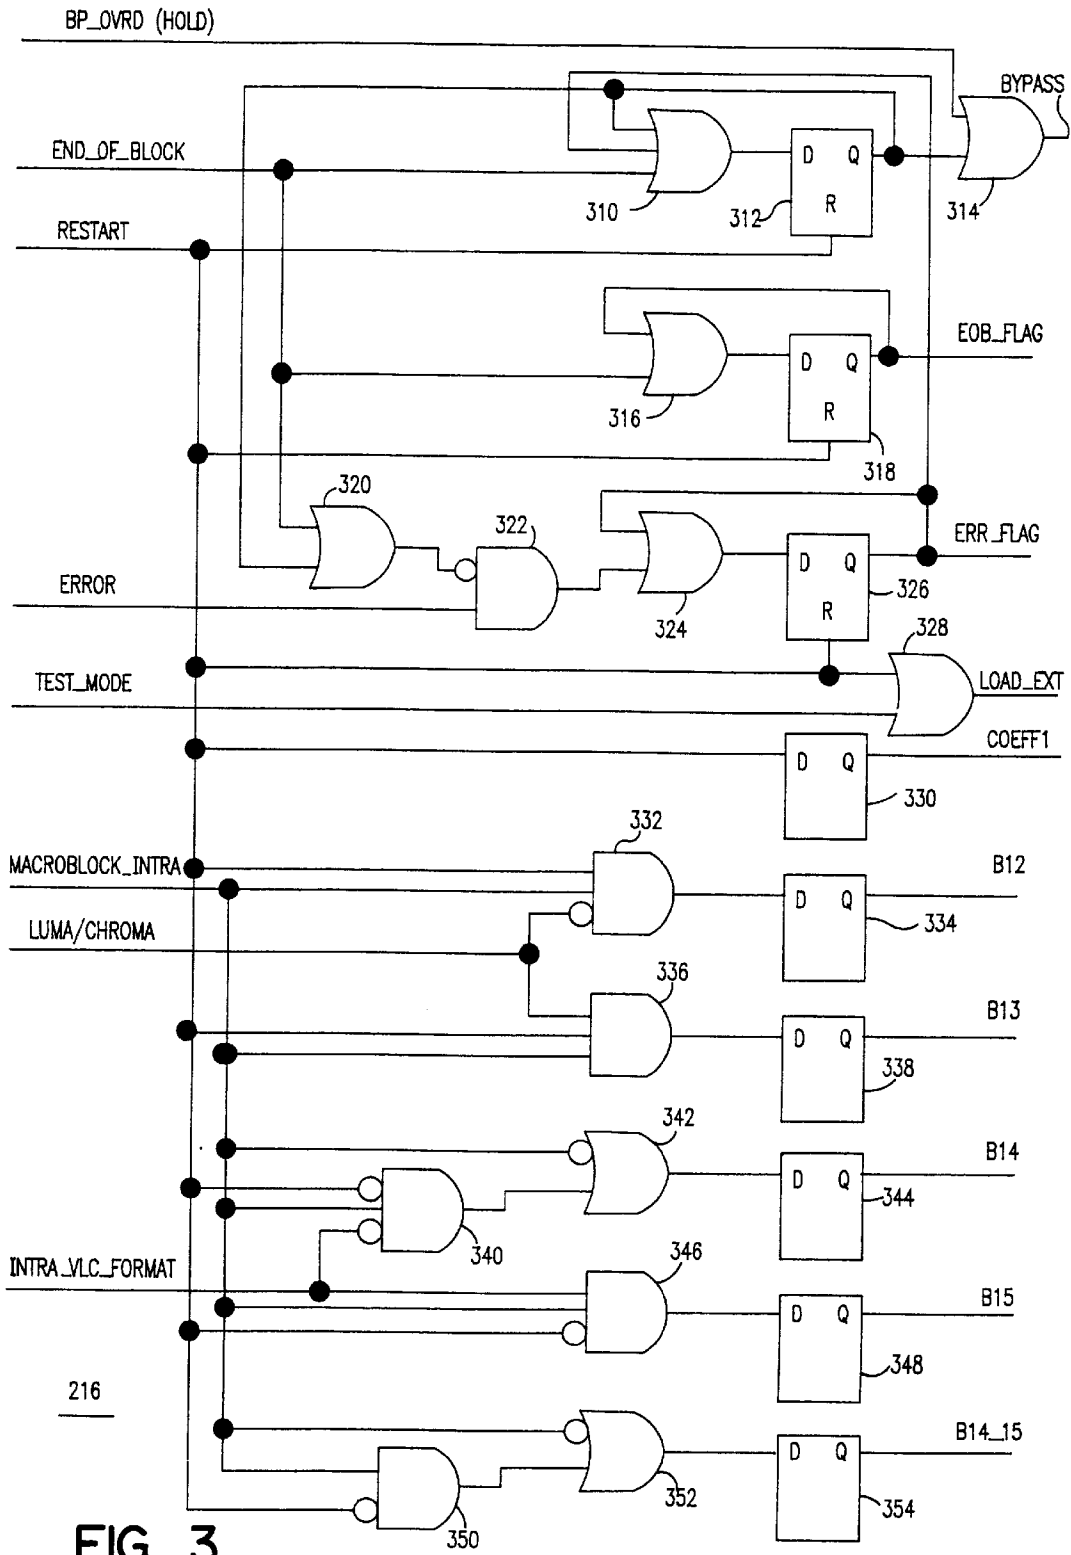 BP_OVRD (HOLD)
BYPASS
END_OF_BLOCK
D Q
R
310
312
314
RESTART
EOB_FLAG
D Q
R
316
318
320
322
ERR_FLAG
D Q
R
324
326
ERROR
328
TEST_MODE
LOAD_EXT
COEFF1
D Q
330
332
MACROBLOCK_INTRA
B12
D Q
334
LUMA/CHROMA
336
B13
D Q
338
342
B14
D Q
344
340
INTRA_VLC_FORMAT
346
B15
D Q
348
216
B14_15
D Q
352
354
350
FIG. 3